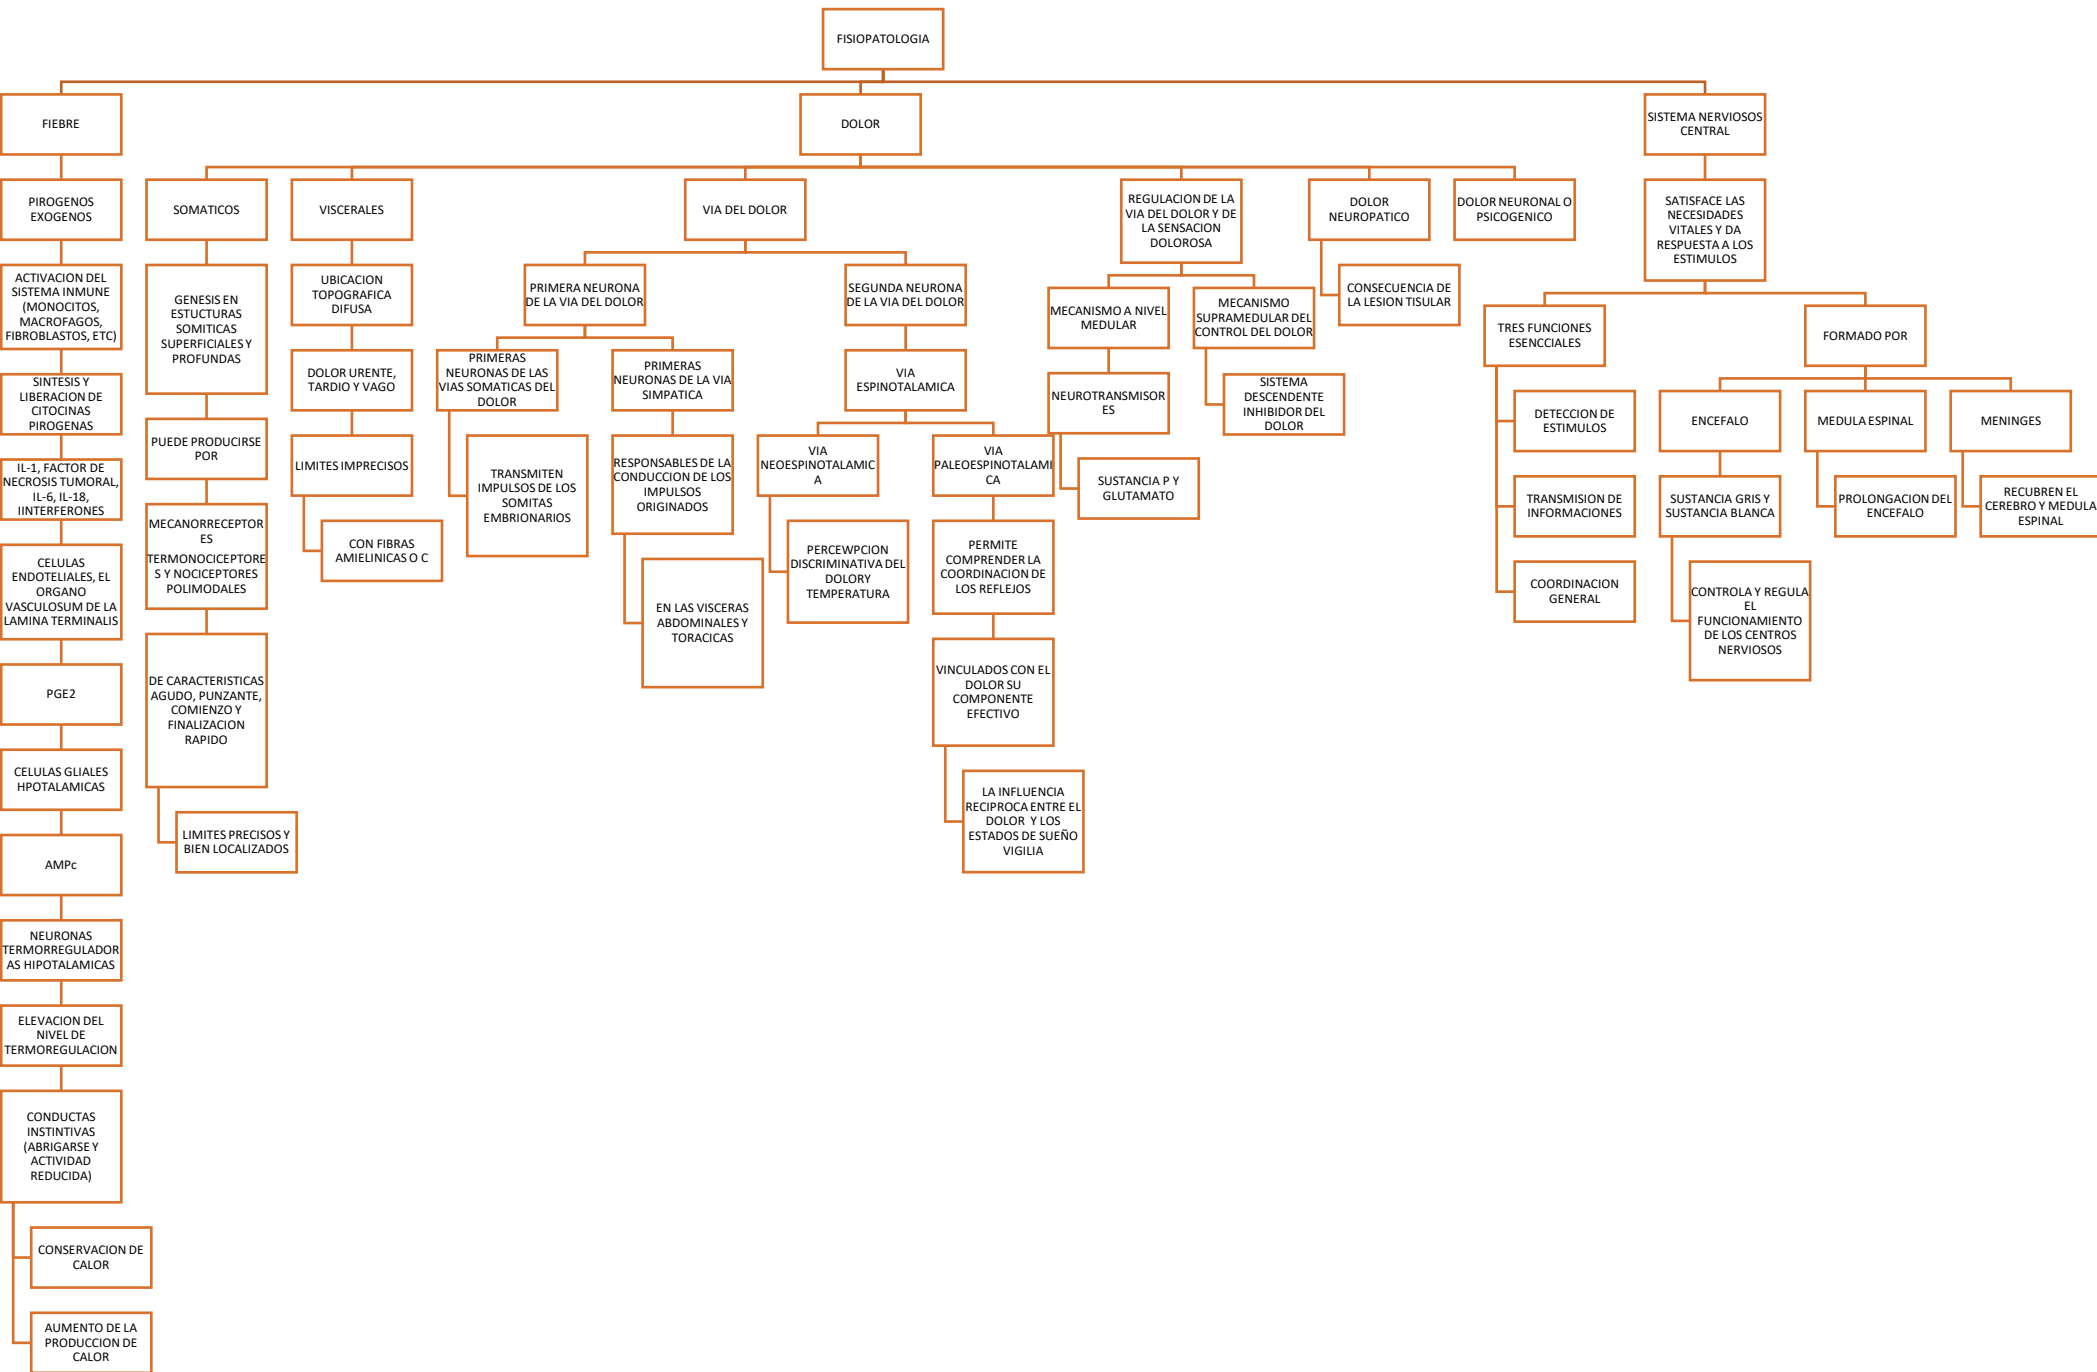 FISIOPATOLOGIA
FIEBRE
PIROGENOS
EXOGENOS
ACTIVACION DEL
SISTEMA INMUNE
(MONOCITOS,
MACROFAGOS,
FIBROBLASTOS, ETC)
SINTESIS Y
LIBERACION DE
CITOCINAS
PIROGENAS
IL-1, FACTOR DE
NECROSIS TUMORAL,
IL-6, IL-18,
IINTERFERONES
CELULAS
ENDOTELIALES, EL
ORGANO
VASCULOSUM DE LA
LAMINA TERMINALIS
PGE2
CELULAS GLIALES
HPOTALAMICAS
AMPc
NEURONAS
TERMORREGULADOR
AS HIPOTALAMICAS
ELEVACION DEL
NIVEL DE
TERMOREGULACION
CONDUCTAS
INSTINTIVAS
(ABRIGARSE Y
ACTIVIDAD
REDUCIDA)
CONSERVACION DE
CALOR
AUMENTO DE LA
PRODUCCION DE
CALOR
DOLOR
SOMATICOS
GENESIS EN
ESTUCTURAS
SOMITICAS
SUPERFICIALES Y
PROFUNDAS
PUEDE PRODUCIRSE
POR
MECANORRECEPTOR
ES
TERMONOCICEPTORE
S Y NOCICEPTORES
POLIMODALES
DE CARACTERISTICAS
AGUDO, PUNZANTE,
COMIENZO Y
FINALIZACION
RAPIDO
LIMITES PRECISOS Y
BIEN LOCALIZADOS
VISCERALES
UBICACION
TOPOGRAFICA
DIFUSA
DOLOR URENTE,
TARDIO Y VAGO
LIMITES IMPRECISOS
CON FIBRAS
AMIELINICAS O C
VIA DEL DOLOR
PRIMERA NEURONA
DE LA VIA DEL DOLOR
PRIMERAS
NEURONAS DE LAS
VIAS SOMATICAS DEL
DOLOR
TRANSMITEN
IMPULSOS DE LOS
SOMITAS
EMBRIONARIOS
PRIMERAS
NEURONAS DE LA VIA
SIMPATICA
RESPONSABLES DE LA
CONDUCCION DE LOS
IMPULSOS
ORIGINADOS
EN LAS VISCERAS
ABDOMINALES Y
TORACICAS
SEGUNDA NEURONA
DE LA VIA DEL DOLOR
VIA
ESPINOTALAMICA
VIA
NEOESPINOTALAMIC
A
PERCEWPCION
DISCRIMINATIVA DEL
DOLORY
TEMPERATURA
VIA
PALEOESPINOTALAMI
CA
PERMITE
COMPRENDER LA
COORDINACION DE
LOS REFLEJOS
VINCULADOS CON EL
DOLOR SU
COMPONENTE
EFECTIVO
LA INFLUENCIA
RECIPROCA ENTRE EL
DOLOR Y LOS
ESTADOS DE SUEÑO
VIGILIA
REGULACION DE LA
VIA DEL DOLOR Y DE
LA SENSACION
DOLOROSA
MECANISMO A NIVEL
MEDULAR
NEUROTRANSMISOR
ES
SUSTANCIA P Y
GLUTAMATO
MECANISMO
SUPRAMEDULAR DEL
CONTROL DEL DOLOR
SISTEMA
DESCENDENTE
INHIBIDOR DEL
DOLOR
DOLOR
NEUROPATICO
CONSECUENCIA DE
LA LESION TISULAR
DOLOR NEURONAL O
PSICOGENICO
SISTEMA NERVIOSOS
CENTRAL
SATISFACE LAS
NECESIDADES
VITALES Y DA
RESPUESTA A LOS
ESTIMULOS
TRES FUNCIONES
ESENCCIALES
DETECCION DE
ESTIMULOS
TRANSMISION DE
INFORMACIONES
COORDINACION
GENERAL
FORMADO POR
ENCEFALO
SUSTANCIA GRIS Y
SUSTANCIA BLANCA
CONTROLA Y REGULA
EL
FUNCIONAMIENTO
DE LOS CENTROS
NERVIOSOS
MEDULA ESPINAL
PROLONGACION DEL
ENCEFALO
MENINGES
RECUBREN EL
CEREBRO Y MEDULA
ESPINAL